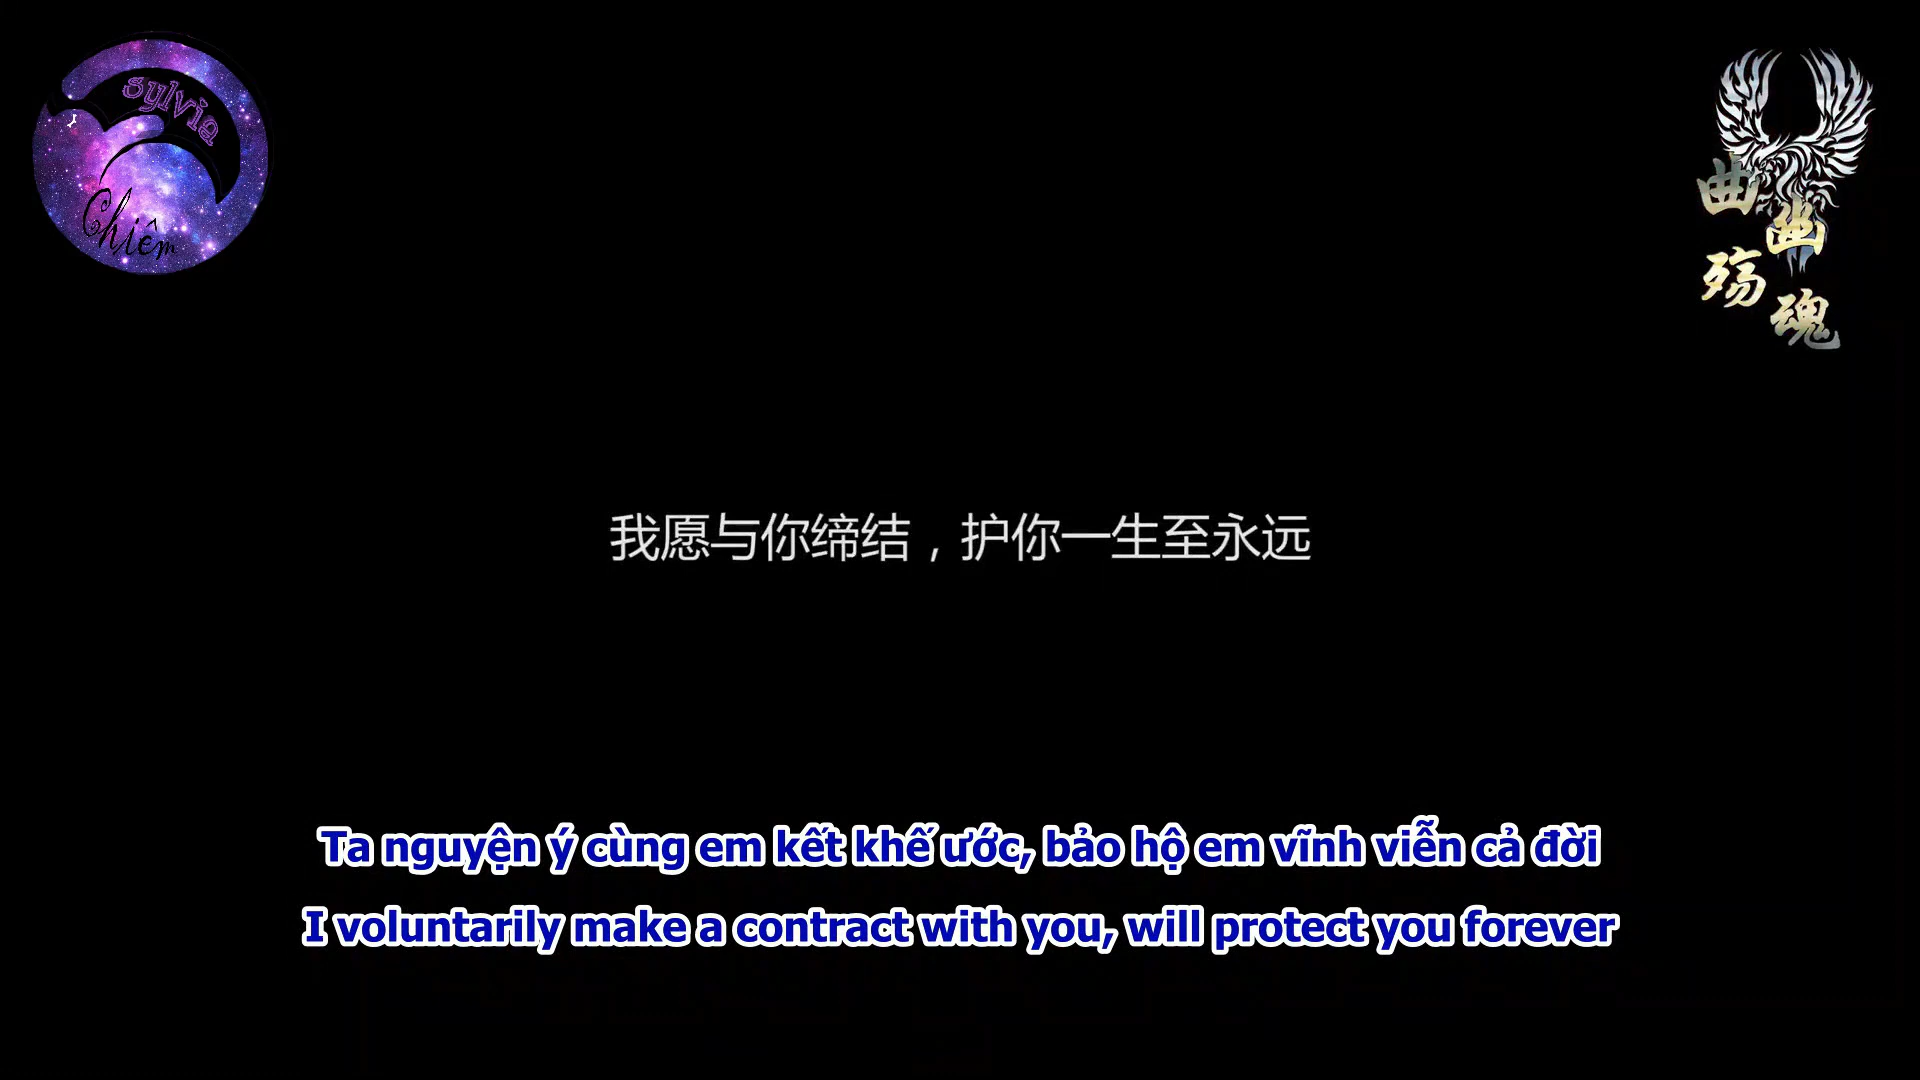 sylvia
Chiêm
曲幽
殇魂
我愿与你缔结，护你一生至永远
Ta nguyện ý cùng em kết khế ước, bảo hộ em vĩnh viễn cả đời
I voluntarily make a contract with you, will protect you forever